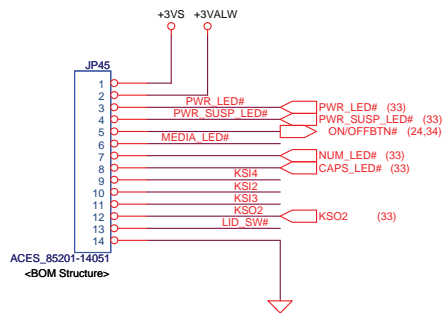 +3VS +3VALW
JP45
1
2
3 PWR_LED# PWR_LED# (33)
4 PWR_SUSP_LED# PWR_SUSP_LED# (33)
5 ON/OFFBTN# (24,34)
6 MEDIA_LED#
7 NUM_LED# (33)
8 CAPS_LED# (33)
9 KSI4
10 KSI2
11 KSI3
12 KSO2 KSO2 (33)
13 LID_SW#
14
ACES_85201-14051
<BOM Structure>